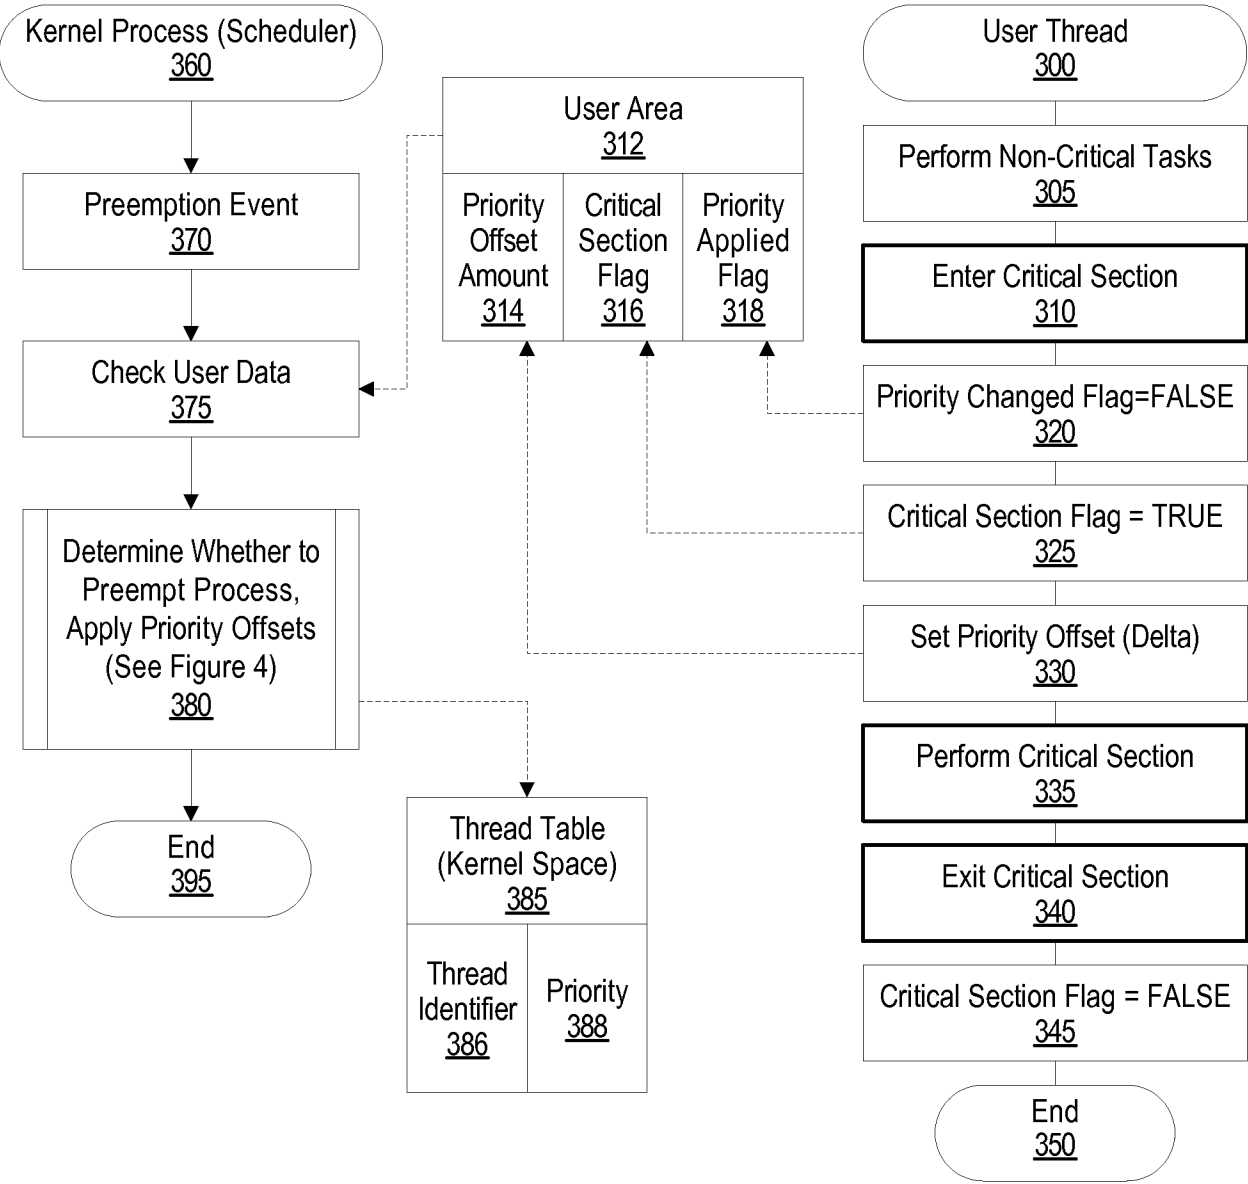 Kernel Process (Scheduler)
360
Preemption Event
370
Check User Data
375
Determine Whether to
Preempt Process,
Apply Priority Offsets
(See Figure 4)
380
End
395
User Area
312
Priority
Offset
Amount
314
Critical
Section
Flag
316
Priority
Applied
Flag
318
Thread Table
(Kernel Space)
385
Thread
Identifier
386
Priority
388
User Thread
300
Perform Non-Critical Tasks
305
Enter Critical Section
310
Priority Changed Flag=FALSE
320
Critical Section Flag = TRUE
325
Set Priority Offset (Delta)
330
Perform Critical Section
335
Exit Critical Section
340
Critical Section Flag = FALSE
345
End
350